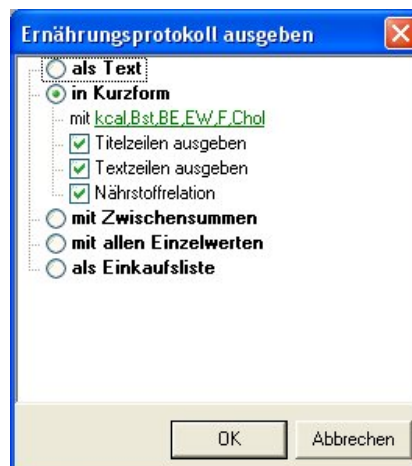 Ernährungsprotokoll ausgeben
als Text
in Kurzform
mit kcal,Bst,BE,EW,F,Chol
Titelzeilen ausgeben
Textzeilen ausgeben
Nährstoffrelation
mit Zwischensummen
mit allen Einzelwerten
als Einkaufsliste
OK Abbrechen